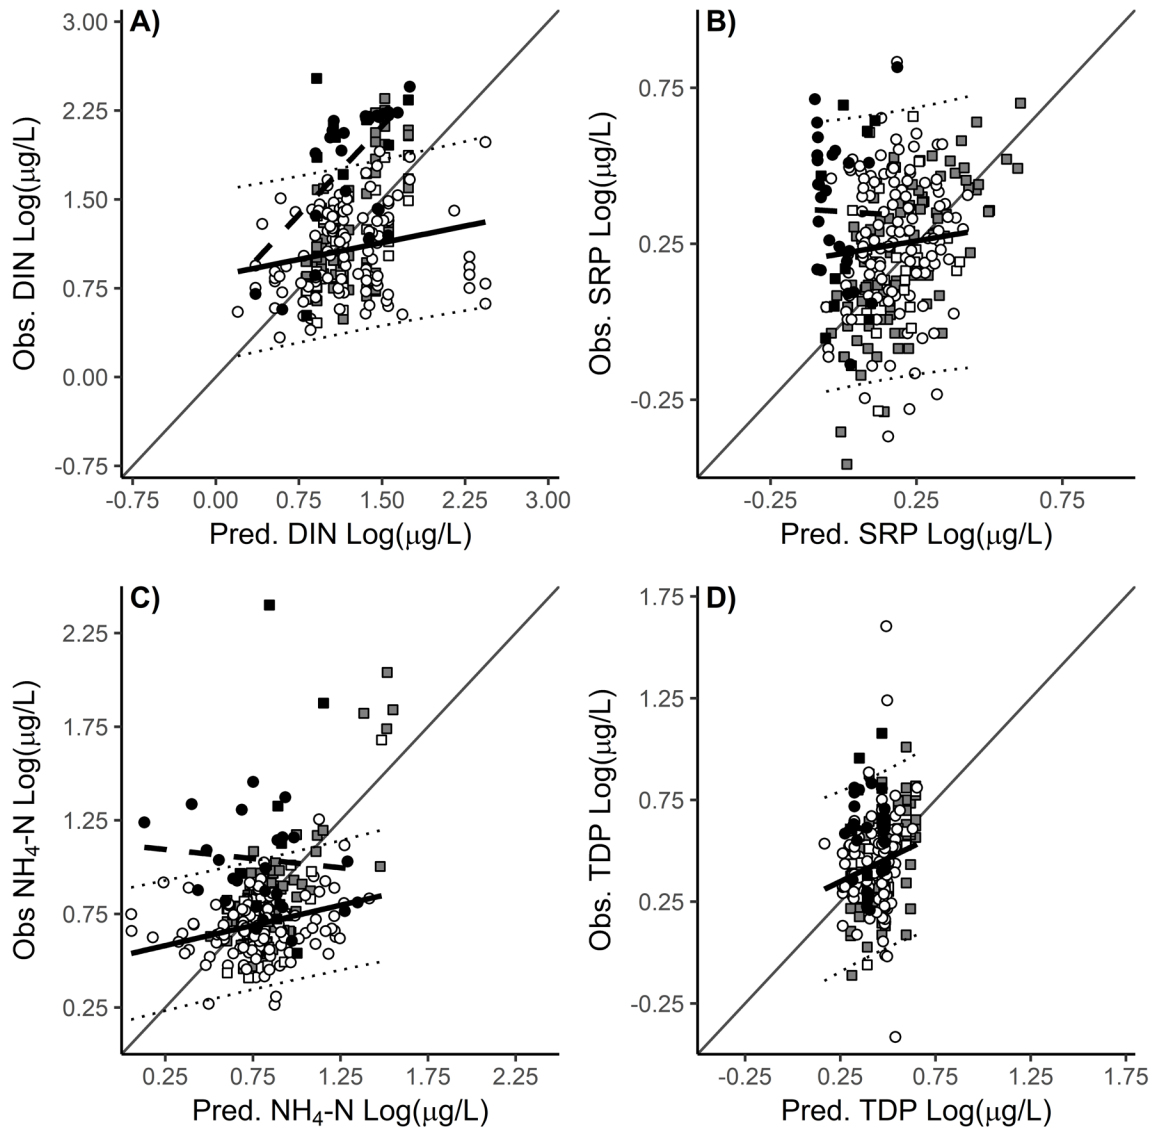 A)
3.00
2.25
1.50
0.75
0.00
-0.75
Obs. DIN Log(μg/L)
-0.75 0.00 0.75 1.50 2.25 3.00
Pred. DIN Log(μg/L)
B)
0.75
0.25
-0.25
Obs. SRP Log(μg/L)
-0.25 0.25 0.75
Pred. SRP Log(μg/L)
C)
2.25
1.75
1.25
0.75
0.25
Obs NH₄-N Log(μg/L)
0.25 0.75 1.25 1.75 2.25
Pred. NH₄-N Log(μg/L)
D)
1.75
1.25
0.75
0.25
-0.25
Obs. TDP Log(μg/L)
-0.25 0.25 0.75 1.25 1.75
Pred. TDP Log(μg/L)